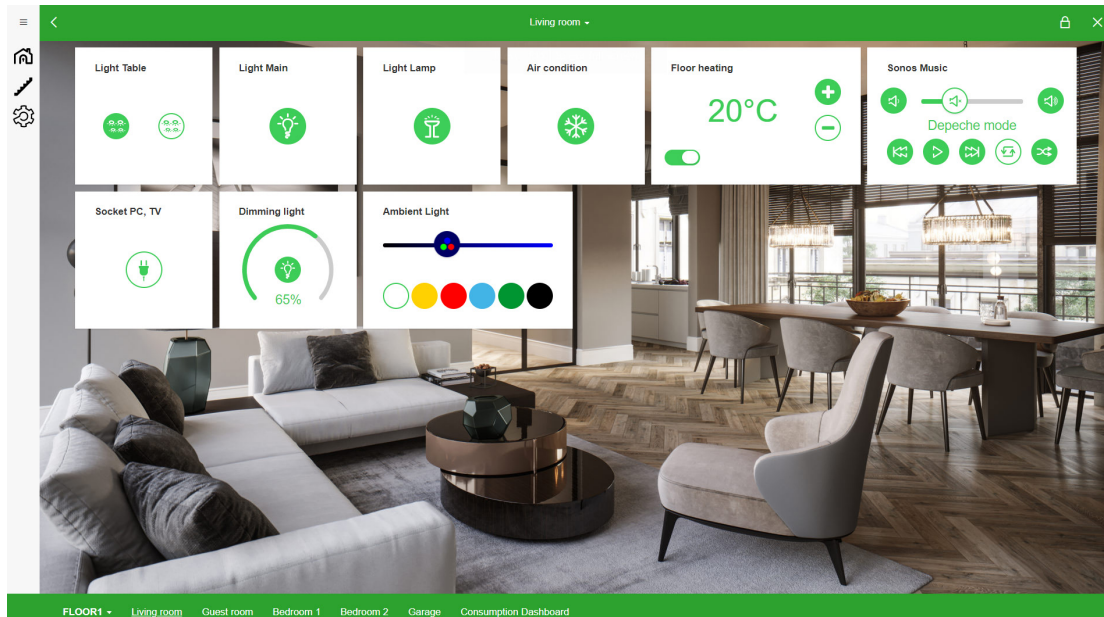 Living room
Light Table
Light Main
Light Lamp
Air condition
Floor heating
Sonos Music
20°C
Depeche mode
Socket PC, TV
Dimming light
Ambient Light
65%
FLOOR1 Living room Guest room Bedroom 1 Bedroom 2 Garage Consumption Dashboard